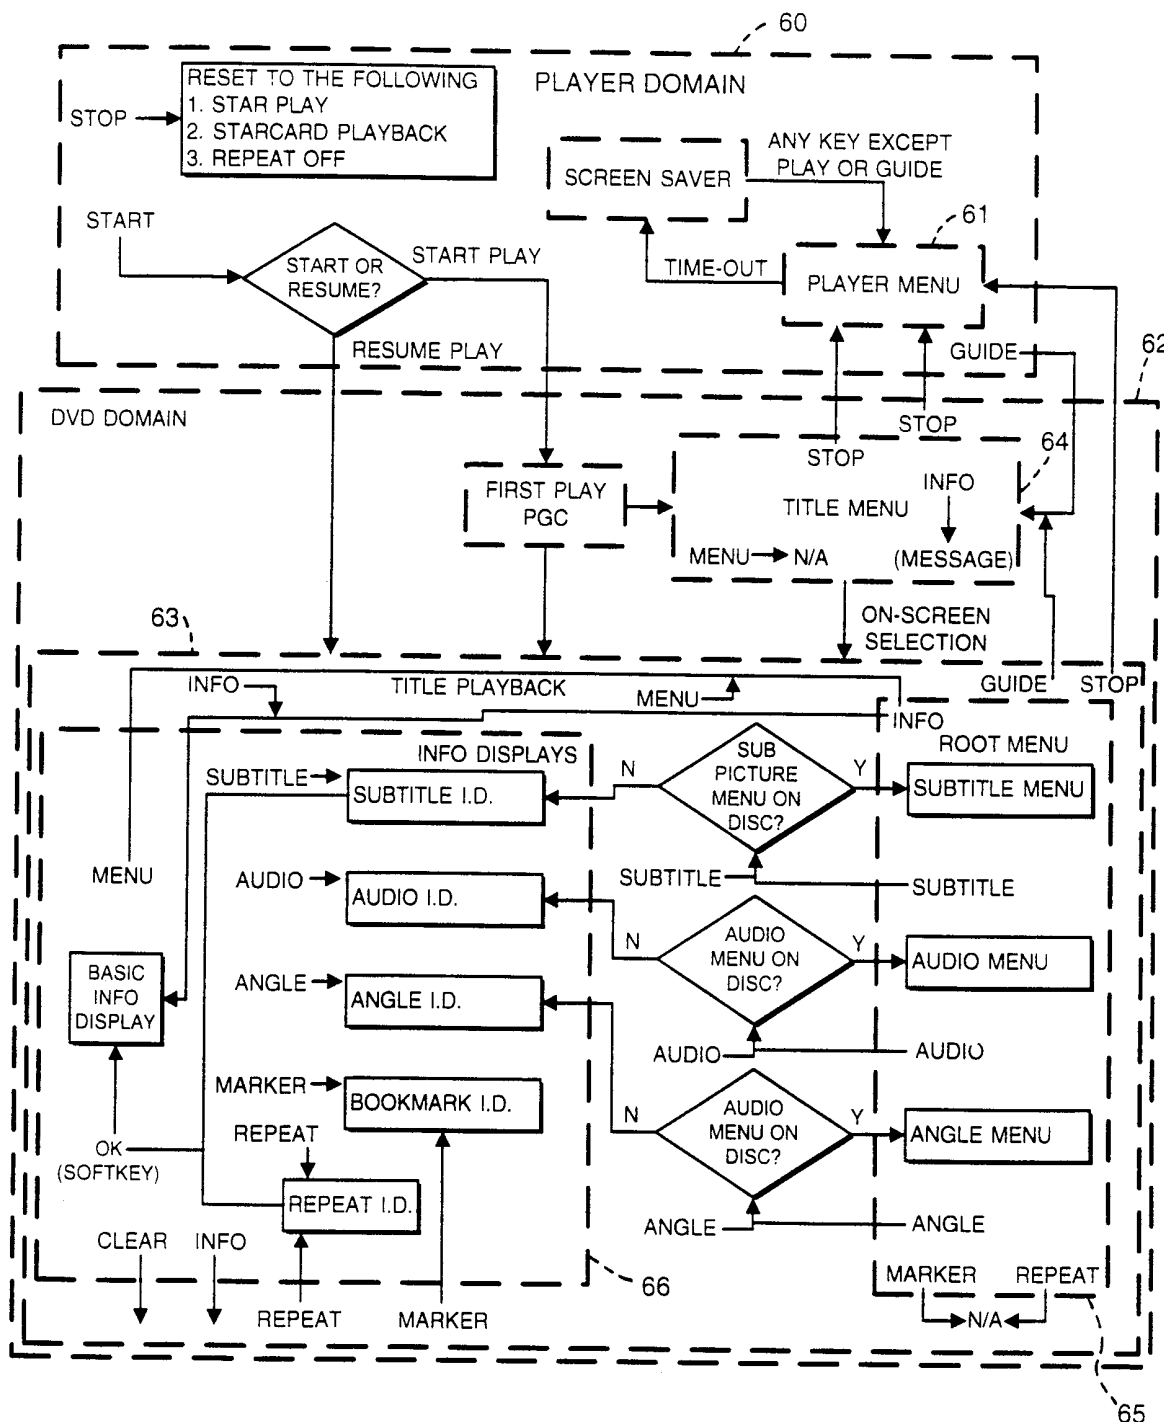 60
PLAYER DOMAIN
RESET TO THE FOLLOWING
1. STAR PLAY
2. STARCARD PLAYBACK
3. REPEAT OFF
STOP
ANY KEY EXCEPT
PLAY OR GUIDE
SCREEN SAVER
61
START
START PLAY
START OR
RESUME?
TIME-OUT
PLAYER MENU
RESUME PLAY
GUIDE
62
DVD DOMAIN
STOP
STOP
64
FIRST PLAY
PGC
INFO
TITLE MENU
MENU
N/A
(MESSAGE)
ON-SCREEN
SELECTION
63
INFO
TITLE PLAYBACK
MENU
GUIDE
STOP
INFO
INFO DISPLAYS
ROOT MENU
SUBTITLE
SUBTITLE I.D.
N
SUB
PICTURE
MENU ON
DISC?
Y
SUBTITLE MENU
MENU
SUBTITLE
SUBTITLE
AUDIO
AUDIO I.D.
N
AUDIO
MENU ON
DISC?
Y
AUDIO MENU
BASIC
INFO
DISPLAY
ANGLE
ANGLE I.D.
AUDIO
AUDIO
MARKER
BOOKMARK I.D.
N
AUDIO
MENU ON
DISC?
Y
ANGLE MENU
REPEAT
OK
(SOFTKEY)
REPEAT I.D.
ANGLE
ANGLE
CLEAR
INFO
66
MARKER
REPEAT
REPEAT
MARKER
N/A
65